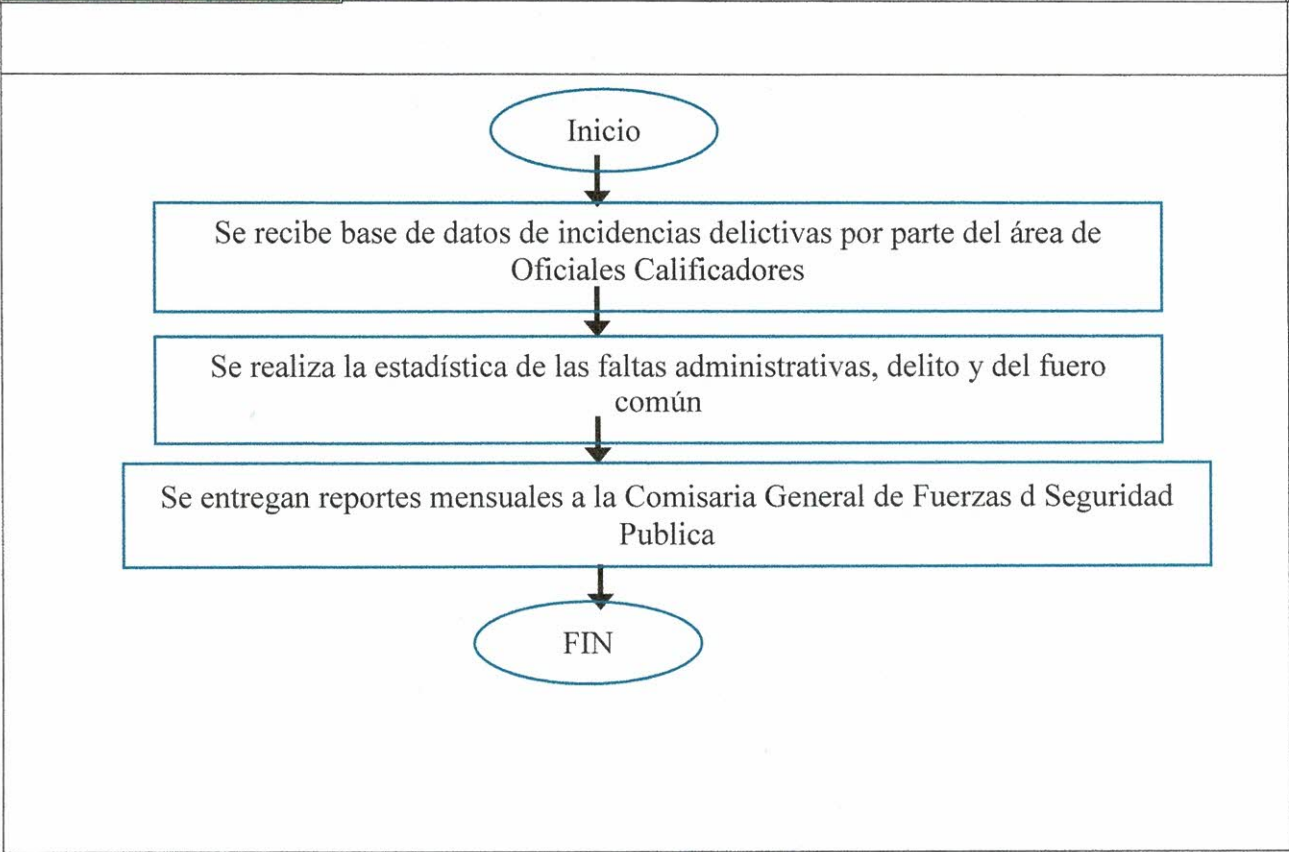 Inicio
Se recibe base de datos de incidencias delictivas por parte del área de
Oficiales Calificadores
Se realiza la estadística de las faltas administrativas, delito y del fuero
común
Se entregan reportes mensuales a la Comisaria General de Fuerzas d Seguridad
Publica
FIN